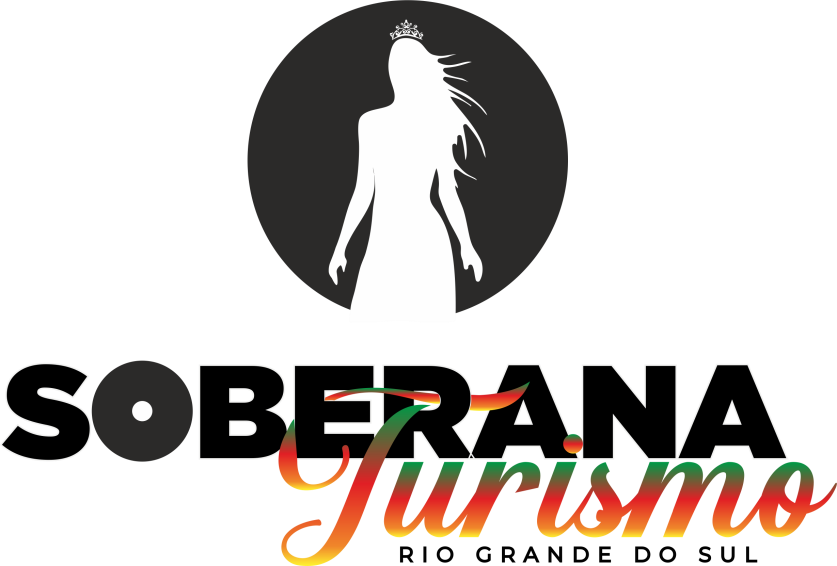 SOBERANA
Turismo
RIO GRANDE DO SUL